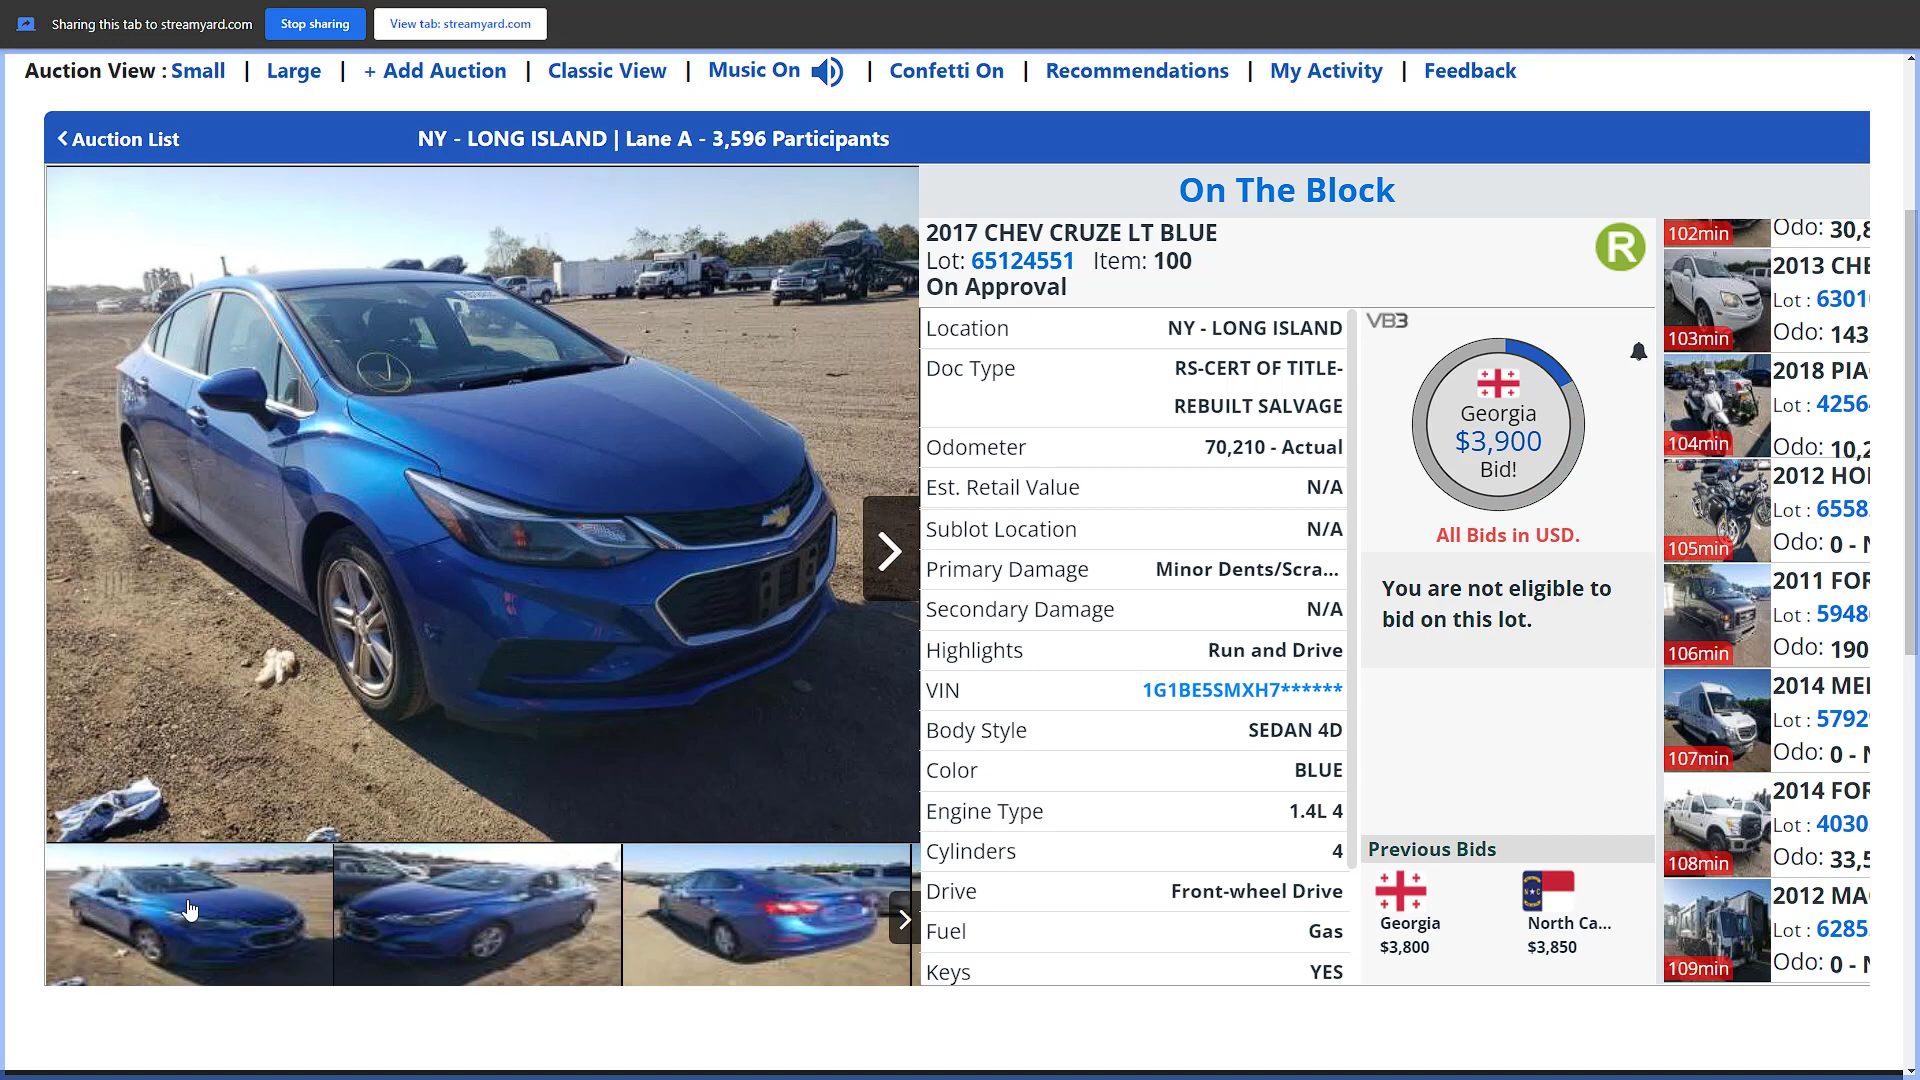 Sharing this tab to streamyard.com Stop sharing View tab: streamyard.com
Auction View : Small | Large | + Add Auction | Classic View | Music On | Confetti On | Recommendations | My Activity | Feedback
Auction List
NY - LONG ISLAND | Lane A - 3,596 Participants
On The Block
2017 CHEV CRUZE LT BLUE
Lot: 65124551 Item: 100
On Approval
R
Location NY - LONG ISLAND
Doc Type RS-CERT OF TITLE-
REBUILT SALVAGE
Odometer 70,210 - Actual
Est. Retail Value N/A
Sublot Location N/A
Primary Damage Minor Dents/Scra...
Secondary Damage N/A
Highlights Run and Drive
VIN 1G1BE5SMXH7******
Body Style SEDAN 4D
Color BLUE
Engine Type 1.4L 4
Cylinders 4
Drive Front-wheel Drive
Fuel Gas
Keys YES
VB3
Georgia
$3,900
Bid!
All Bids in USD.
You are not eligible to
bid on this lot.
Previous Bids
Georgia
$3,800
North Ca...
$3,850
102min
Odo: 30,8
2013 CHE
Lot : 6301
Odo: 143
103min
2018 PIA
Lot : 4256
Odo: 10,2
104min
2012 HO
Lot : 6558
Odo: 0 - N
105min
2011 FOR
Lot : 5948
Odo: 190
106min
2014 MER
Lot : 5792
Odo: 0 - N
107min
2014 FOR
Lot : 4030
Odo: 33,5
108min
2012 MA
Lot : 6285
Odo: 0 - N
109min